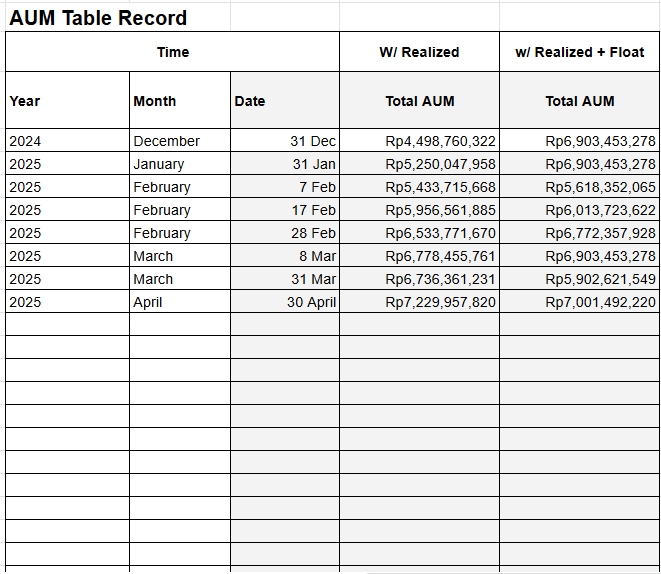 AUM Table Record
Time W/ Realized w/ Realized + Float
Year Month Date Total AUM Total AUM
2024 December 31 Dec Rp4,498,760,322 Rp6,903,453,278
2025 January 31 Jan Rp5,250,047,958 Rp6,903,453,278
2025 February 7 Feb Rp5,433,715,668 Rp5,618,352,065
2025 February 17 Feb Rp5,956,561,885 Rp6,013,723,622
2025 February 28 Feb Rp6,533,771,670 Rp6,772,357,928
2025 March 8 Mar Rp6,778,455,761 Rp6,903,453,278
2025 March 31 Mar Rp6,736,361,231 Rp5,902,621,549
2025 April 30 April Rp7,229,957,820 Rp7,001,492,220